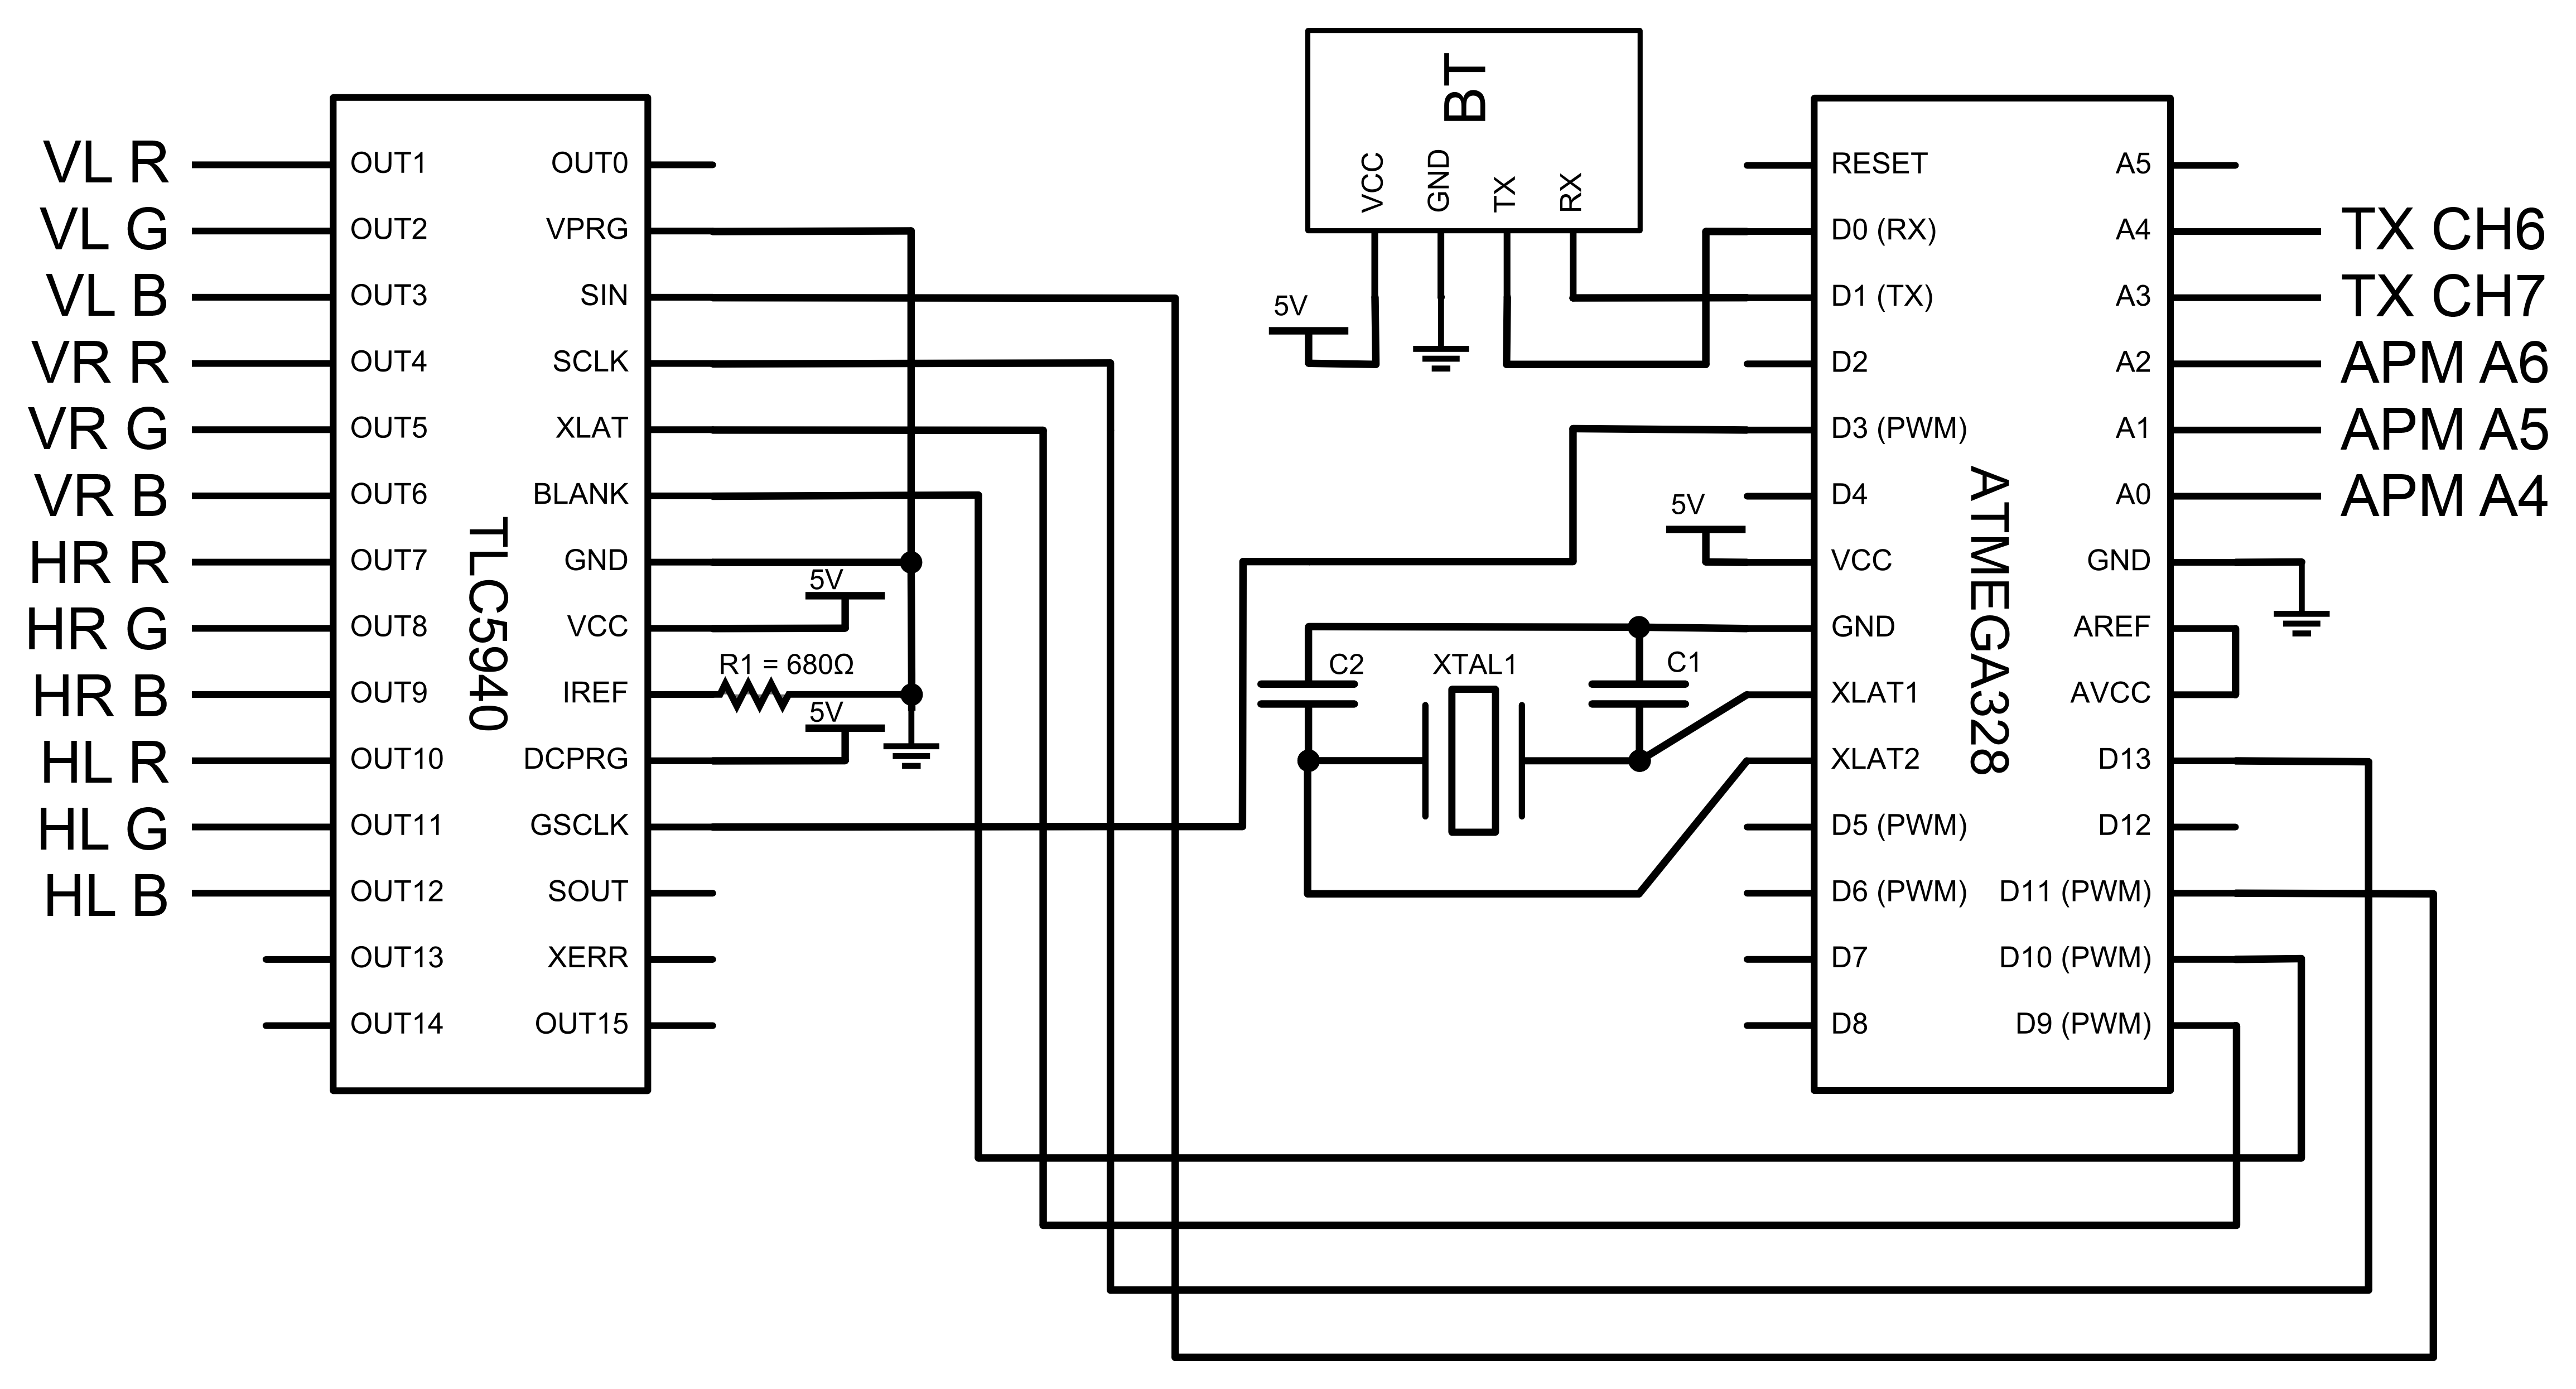 VL R
VL G
VL B
VR R
VR G
VR B
HR R
HR G
HR B
HL R
HL G
HL B
OUT1
OUT2
OUT3
OUT4
OUT5
OUT6
OUT7
OUT8
OUT9
OUT10
OUT11
OUT12
OUT13
OUT14
TLC5940
OUT0
VPRG
SIN
SCLK
XLAT
BLANK
GND
VCC
IREF
DCPRG
GSCLK
SOUT
XERR
OUT15
5V
R1 = 680Ω
5V
BT
VCC
GND
TX
RX
5V
5V
C2
XTAL1
C1
RESET
D0 (RX)
D1 (TX)
D2
D3 (PWM)
D4
VCC
GND
XLAT1
XLAT2
D5 (PWM)
D6 (PWM)
D7
D8
ATMEGA328
A5
A4
A3
A2
A1
A0
GND
AREF
AVCC
D13
D12
D11 (PWM)
D10 (PWM)
D9 (PWM)
TX CH6
TX CH7
APM A6
APM A5
APM A4